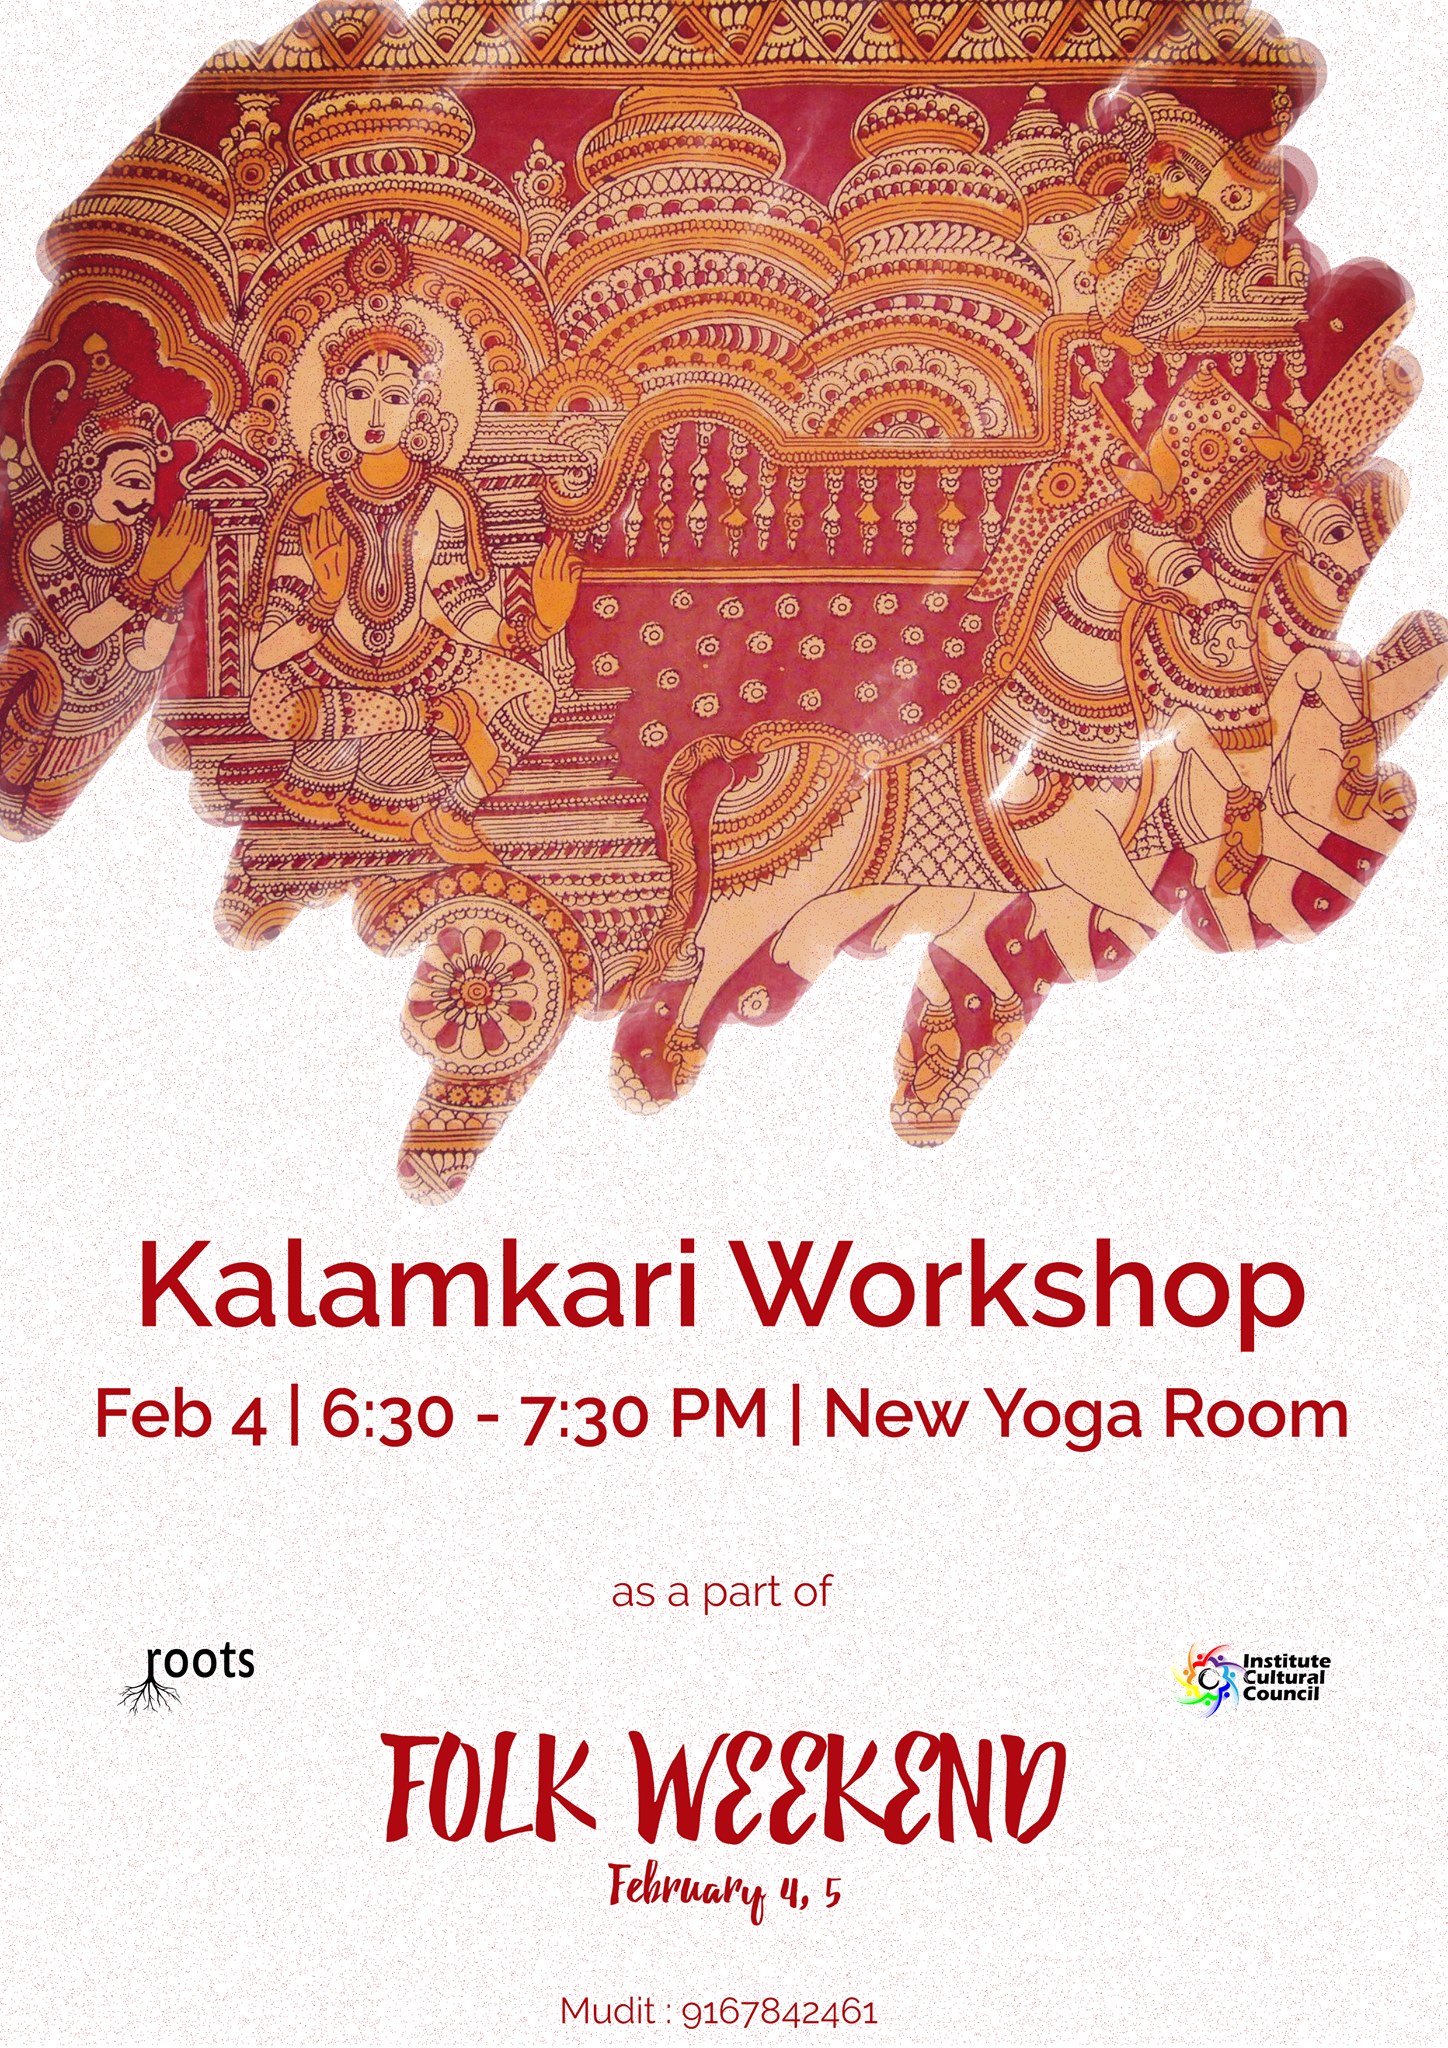 Kalamkari Workshop
Feb 4 | 6:30 - 7:30 PM | New Yoga Room
as a part of
roots
Institute
Cultural
Council
FOLK WEEKEND
February 4, 5
Mudit : 9167842461